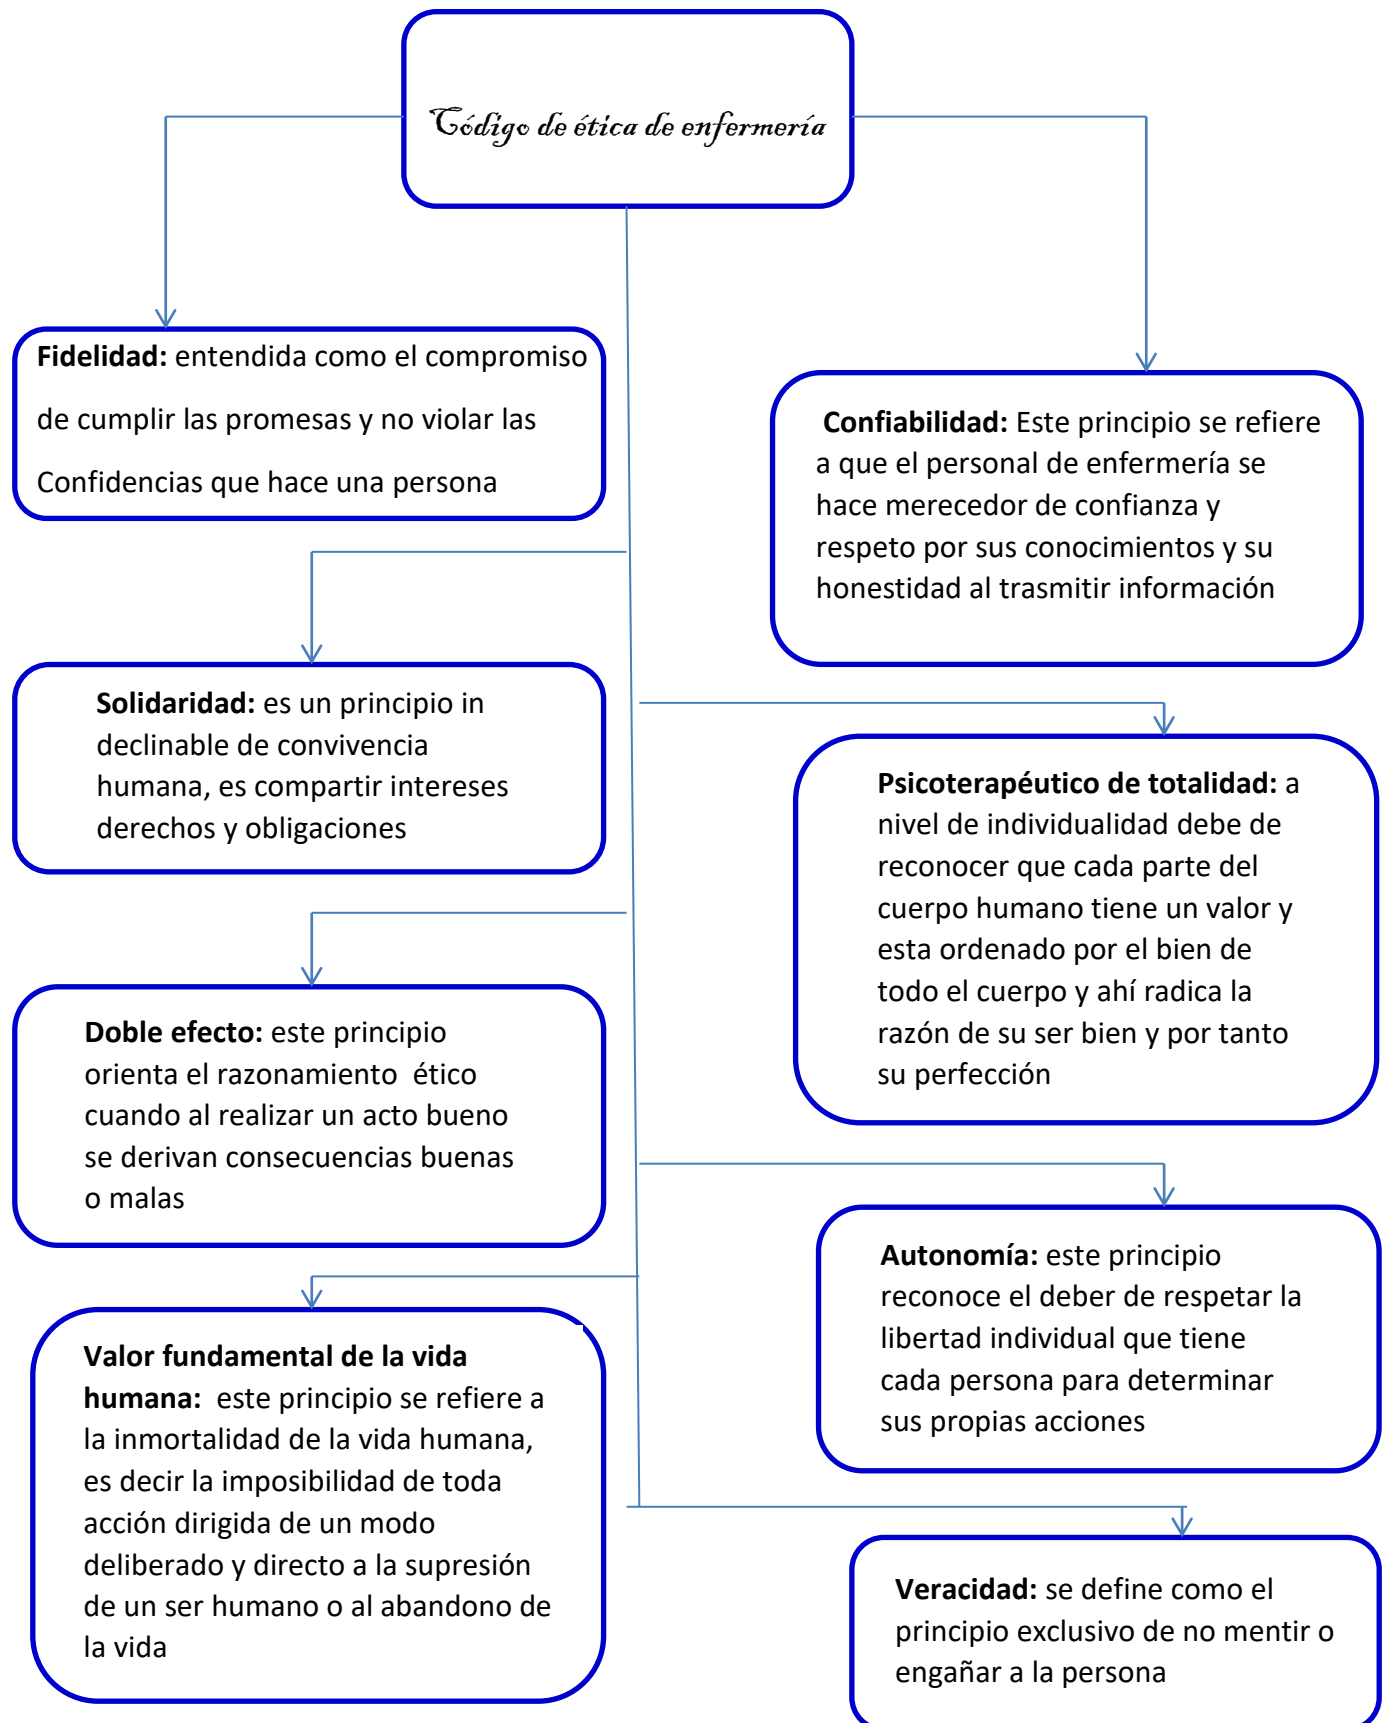 Código de ética de enfermería
Fidelidad: entendida como el compromiso
de cumplir las promesas y no violar las
Confidencias que hace una persona
Confiabilidad: Este principio se refiere
a que el personal de enfermería se
hace merecedor de confianza y
respeto por sus conocimientos y su
honestidad al trasmitir información
Solidaridad: es un principio in
declinable de convivencia
humana, es compartir intereses
derechos y obligaciones
Psicoterapéutico de totalidad: a
nivel de individualidad debe de
reconocer que cada parte del
cuerpo humano tiene un valor y
esta ordenado por el bien de
todo el cuerpo y ahí radica la
razón de su ser bien y por tanto
su perfección
Doble efecto: este principio
orienta el razonamiento  ético
cuando al realizar un acto bueno
se derivan consecuencias buenas
o malas
Autonomía: este principio
reconoce el deber de respetar la
libertad individual que tiene
cada persona para determinar
sus propias acciones
Valor fundamental de la vida
humana:  este principio se refiere a
la inmortalidad de la vida humana,
es decir la imposibilidad de toda
acción dirigida de un modo
deliberado y directo a la supresión
de un ser humano o al abandono de
la vida
Veracidad: se define como el
principio exclusivo de no mentir o
engañar a la persona